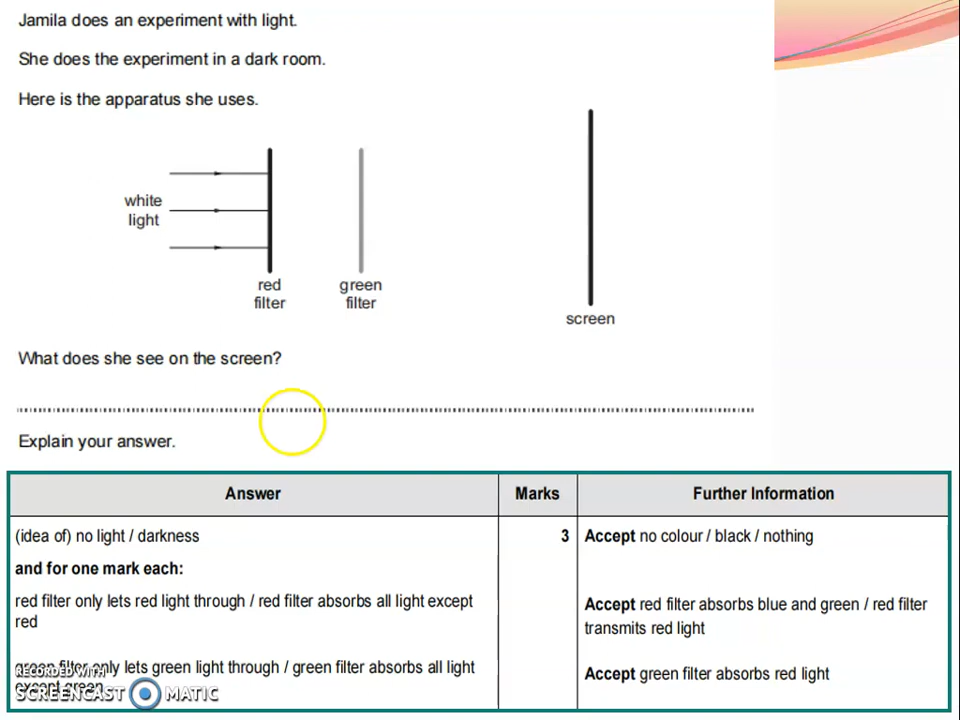 Jamila does an experiment with light.
She does the experiment in a dark room.
Here is the apparatus she uses.
white
light
red
filter
green
filter
screen
What does she see on the screen?
Explain your answer.
Answer
Marks
Further Information
(idea of) no light / darkness
3
Accept no colour / black / nothing
and for one mark each:
red filter only lets red light through / red filter absorbs all light except
red
Accept red filter absorbs blue and green / red filter
transmits red light
green filter only lets green light through / green filter absorbs all light
except green
Accept green filter absorbs red light
RECORDED WITH
SCREENCAST MATIC